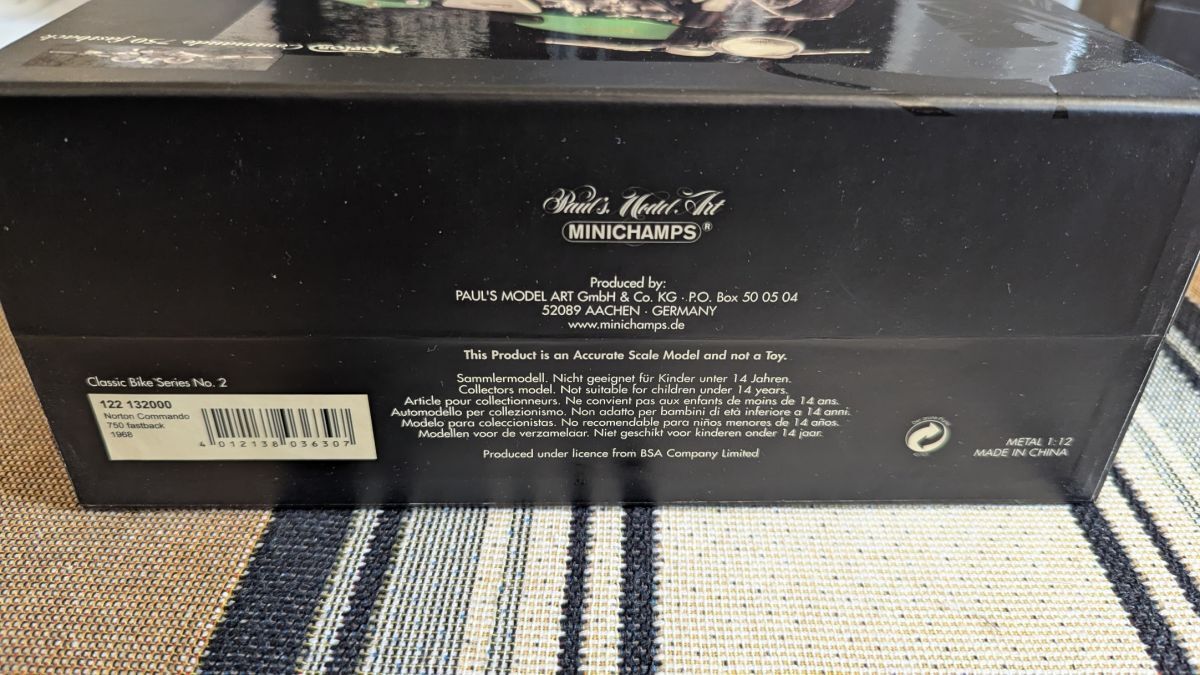 NORTON Commando 750 fastback
Paul's Model Art
MINICHAMPS®
Produced by:
PAUL'S MODEL ART GmbH & Co. KG · P.O. Box 50 05 04
52089 AACHEN · GERMANY
www.minichamps.de
This Product is an Accurate Scale Model and not a Toy.
Classic Bike Series No. 2
122 132000
Norton Commando
750 fastback
1968
4 012138 036307
Sammlermodell. Nicht geeignet für Kinder unter 14 Jahren.
Collectors model. Not suitable for children under 14 years.
Article pour collectionneurs. Ne convient pas aux enfants de moins de 14 ans.
Automodello per collezionismo. Non adatto per bambini di età inferiore a 14 anni.
Modelo para coleccionistas. No recomendable para niños menores de 14 años.
Modellen voor de verzamelaar. Niet geschikt voor kinderen onder 14 jaar.
Produced under licence from BSA Company Limited
METAL 1:12
MADE IN CHINA